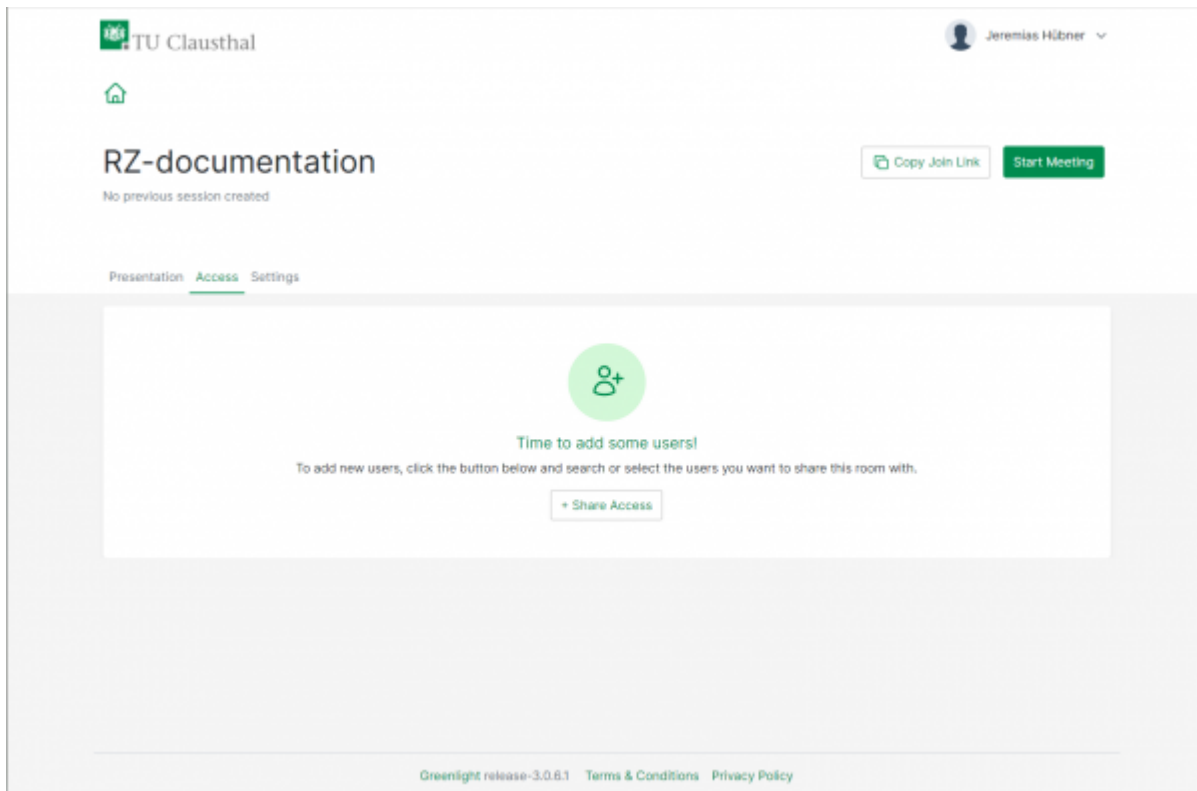 TU Clausthal
Jeremias Hübner
RZ-documentation
Copy Join Link
Start Meeting
No previous session created
Presentation Access Settings
Time to add some users!
To add new users, click the button below and search or select the users you want to share this room with.
+ Share Access
Greenlight release-3.0.6.1 Terms & Conditions Privacy Policy